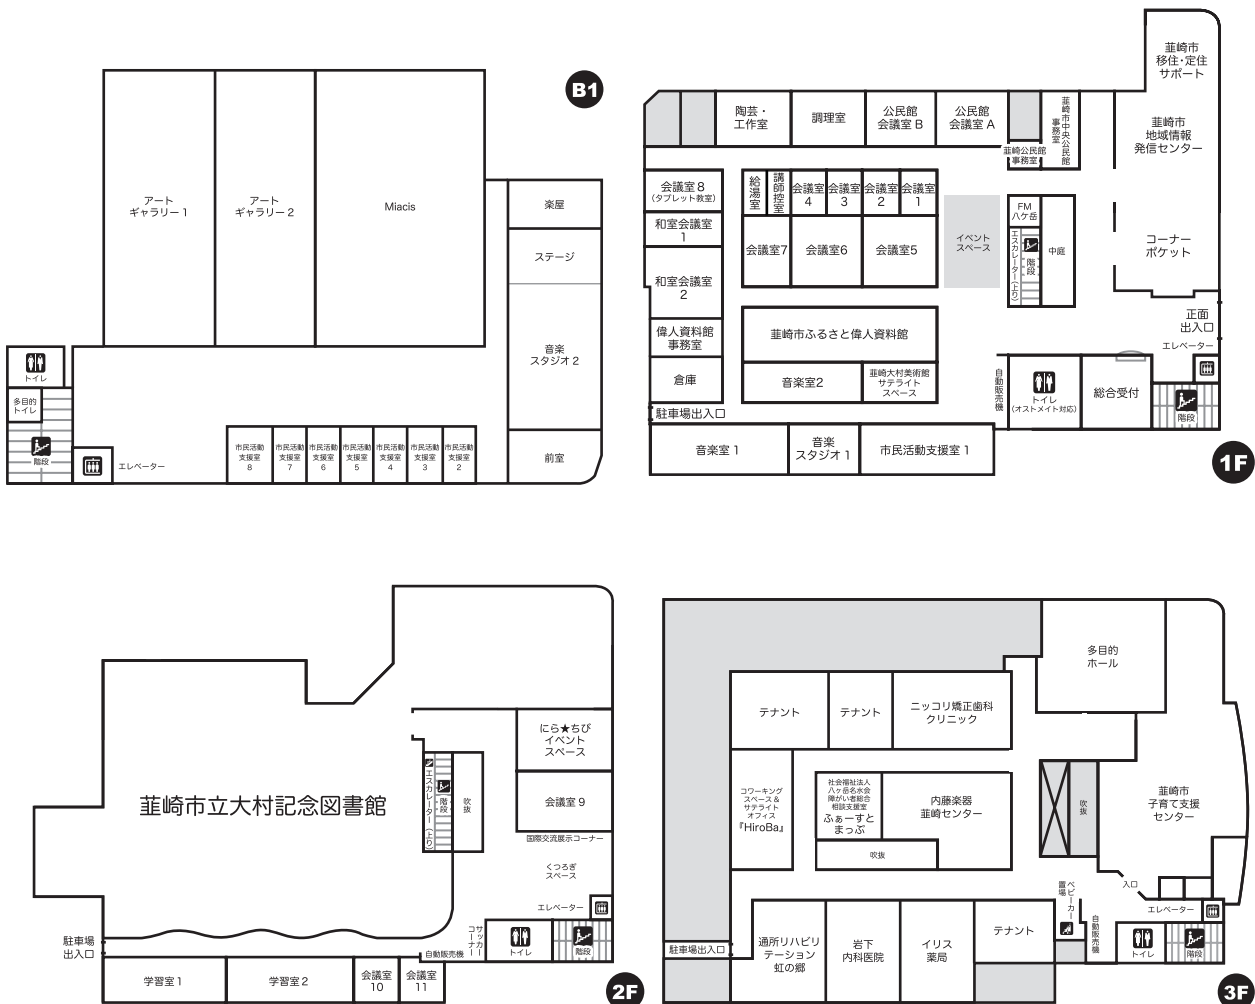 B1
アート
ギャラリー1
アート
ギャラリー2
Miacis
楽屋
ステージ
音楽
スタジオ2
前室
トイレ
多目的
トイレ
階段
エレベーター
市民活動
支援室
8
市民活動
支援室
7
市民活動
支援室
6
市民活動
支援室
5
市民活動
支援室
4
市民活動
支援室
3
市民活動
支援室
2
1F
韮崎市
移住・定住
サポート
韮崎市
地域情報
発信センター
コーナー
ポケット
正面
出入口
エレベーター
階段
陶芸・
工作室
調理室
公民館
会議室 B
公民館
会議室 A
韮崎公民館
事務室
韮崎市中央公民館
事務室
会議室 8
(タブレット教室)
和室会議室
1
和室会議室
2
偉人資料館
事務室
倉庫
駐車場出入口
給湯室
講師控室
会議室
4
会議室
3
会議室
2
会議室
1
会議室7
会議室6
会議室5
イベント
スペース
FM
八ケ岳
エスカレーター(上り)
階段
中庭
韮崎市ふるさと偉人資料館
音楽室2
韮崎大村美術館
サテライト
スペース
自動販売機
トイレ
(オストメイト対応)
総合受付
音楽室 1
音楽
スタジオ 1
市民活動支援室 1
2F
韮崎市立大村記念図書館
にら★ちび
イベント
スペース
会議室 9
国際交流展示コーナー
くつろぎ
スペース
エスカレーター(上り)
階段
吹抜
エレベーター
サッカー
コーナー
トイレ
階段
自動販売機
駐車場
出入口
学習室 1
学習室 2
会議室
10
会議室
11
3F
多目的
ホール
テナント
テナント
ニッコリ矯正歯科
クリニック
コワーキング
スペース &
サテライト
オフィス
『HiroBa』
社会福祉法人
八ヶ岳名水会
障がい者総合
相談支援室
ふぁーすと
まっぷ
内藤楽器
韮崎センター
吹抜
吹抜
韮崎市
子育て支援
センター
入口
ベビーカー
置場
自動販売機
エレベーター
トイレ
階段
駐車場出入口
通所リハビリ
テーション
虹の郷
岩下
内科医院
イリス
薬局
テナント